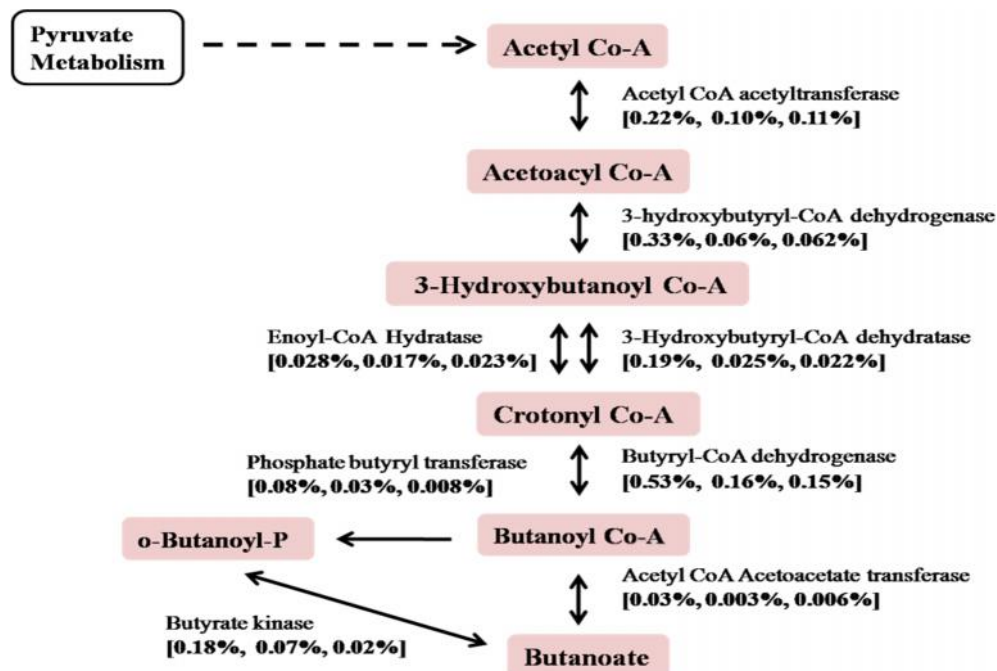 Pyruvate
Metabolism
Acetyl Co-A
Acetyl CoA acetyltransferase
[0.22%, 0.10%, 0.11%]
Acetoacyl Co-A
3-hydroxybutyryl-CoA dehydrogenase
[0.33%, 0.06%, 0.062%]
3-Hydroxybutanoyl Co-A
Enoyl-CoA Hydratase
[0.028%, 0.017%, 0.023%]
3-Hydroxybutyryl-CoA dehydratase
[0.19%, 0.025%, 0.022%]
Crotonyl Co-A
Phosphate butyryl transferase
[0.08%, 0.03%, 0.008%]
Butyryl-CoA dehydrogenase
[0.53%, 0.16%, 0.15%]
o-Butanoyl-P
Butanoyl Co-A
Acetyl CoA Acetoacetate transferase
[0.03%, 0.003%, 0.006%]
Butyrate kinase
[0.18%, 0.07%, 0.02%]
Butanoate